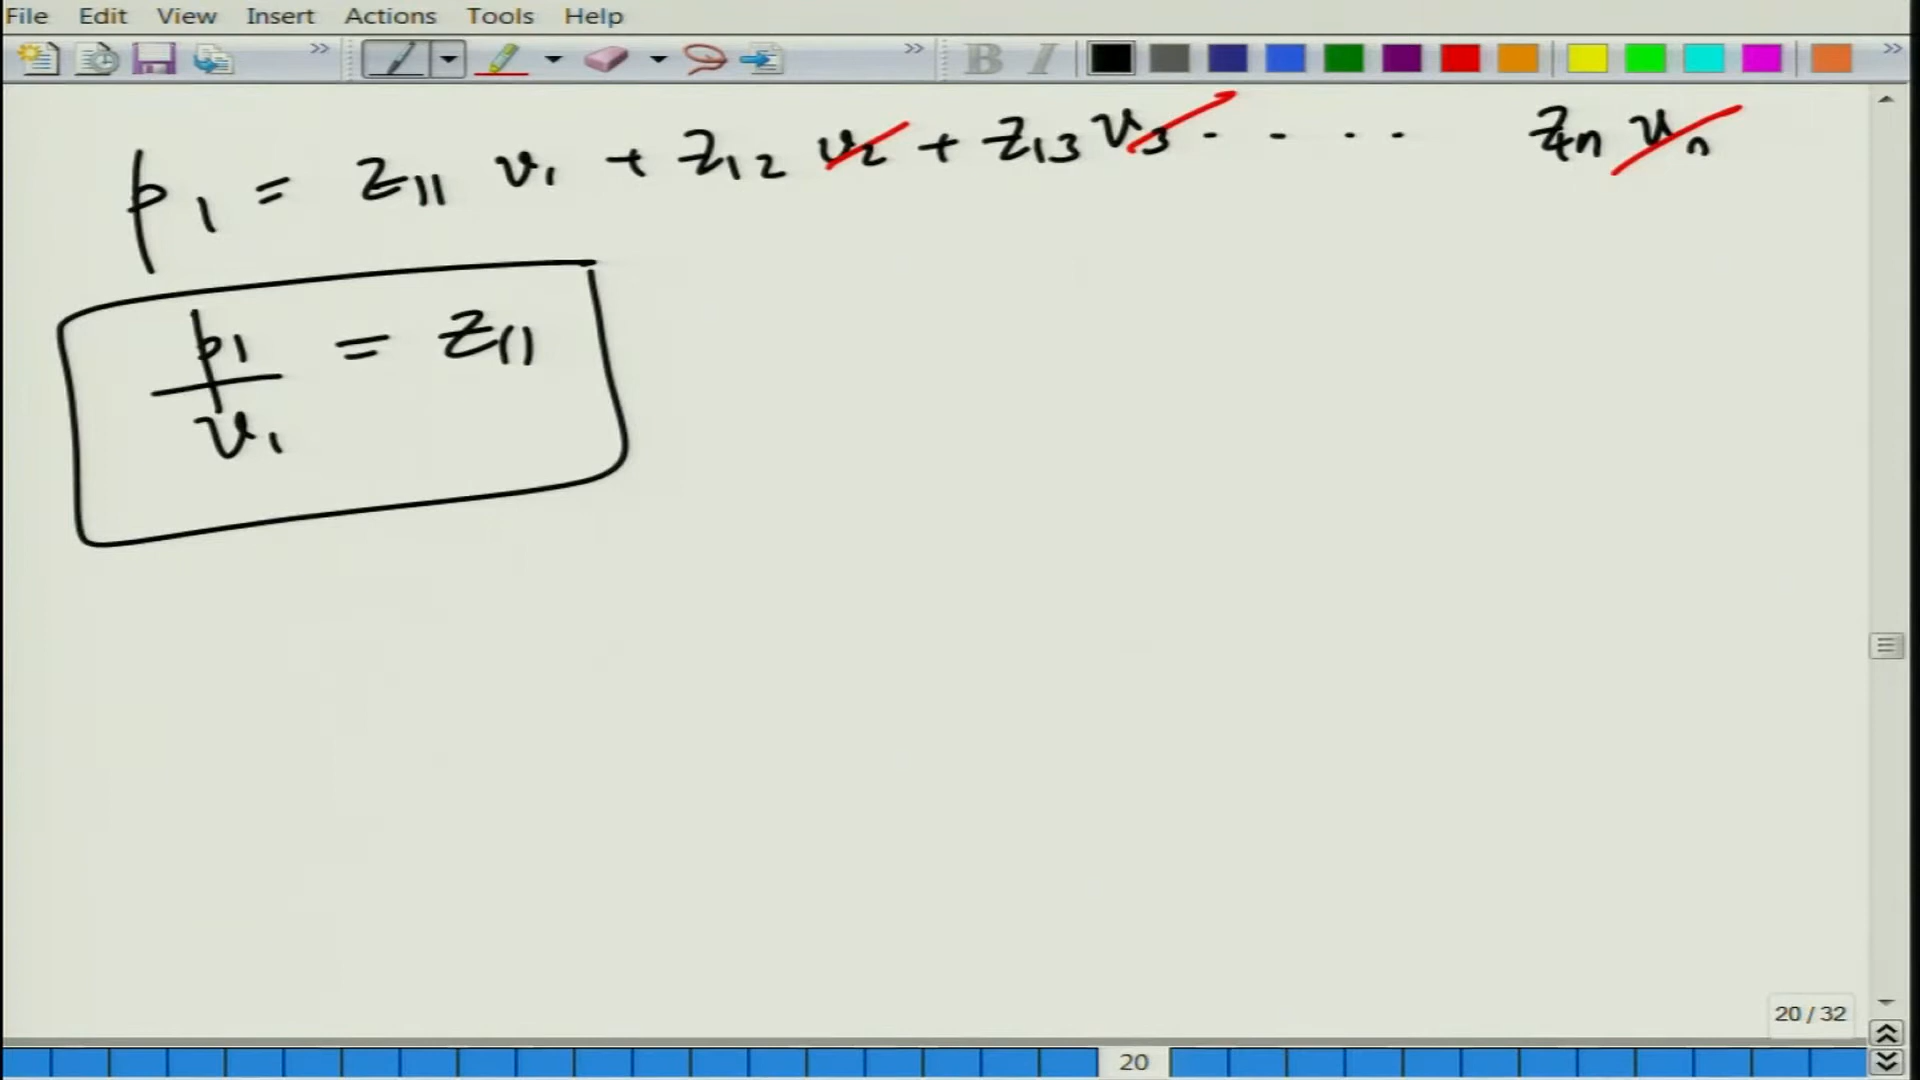 File Edit View Insert Actions Tools Help
B I
p1 = Z11 v1 + Z12 v2 + Z13 v3 . . . . Z1n vn
p1 / v1 = Z11
20 / 32
20